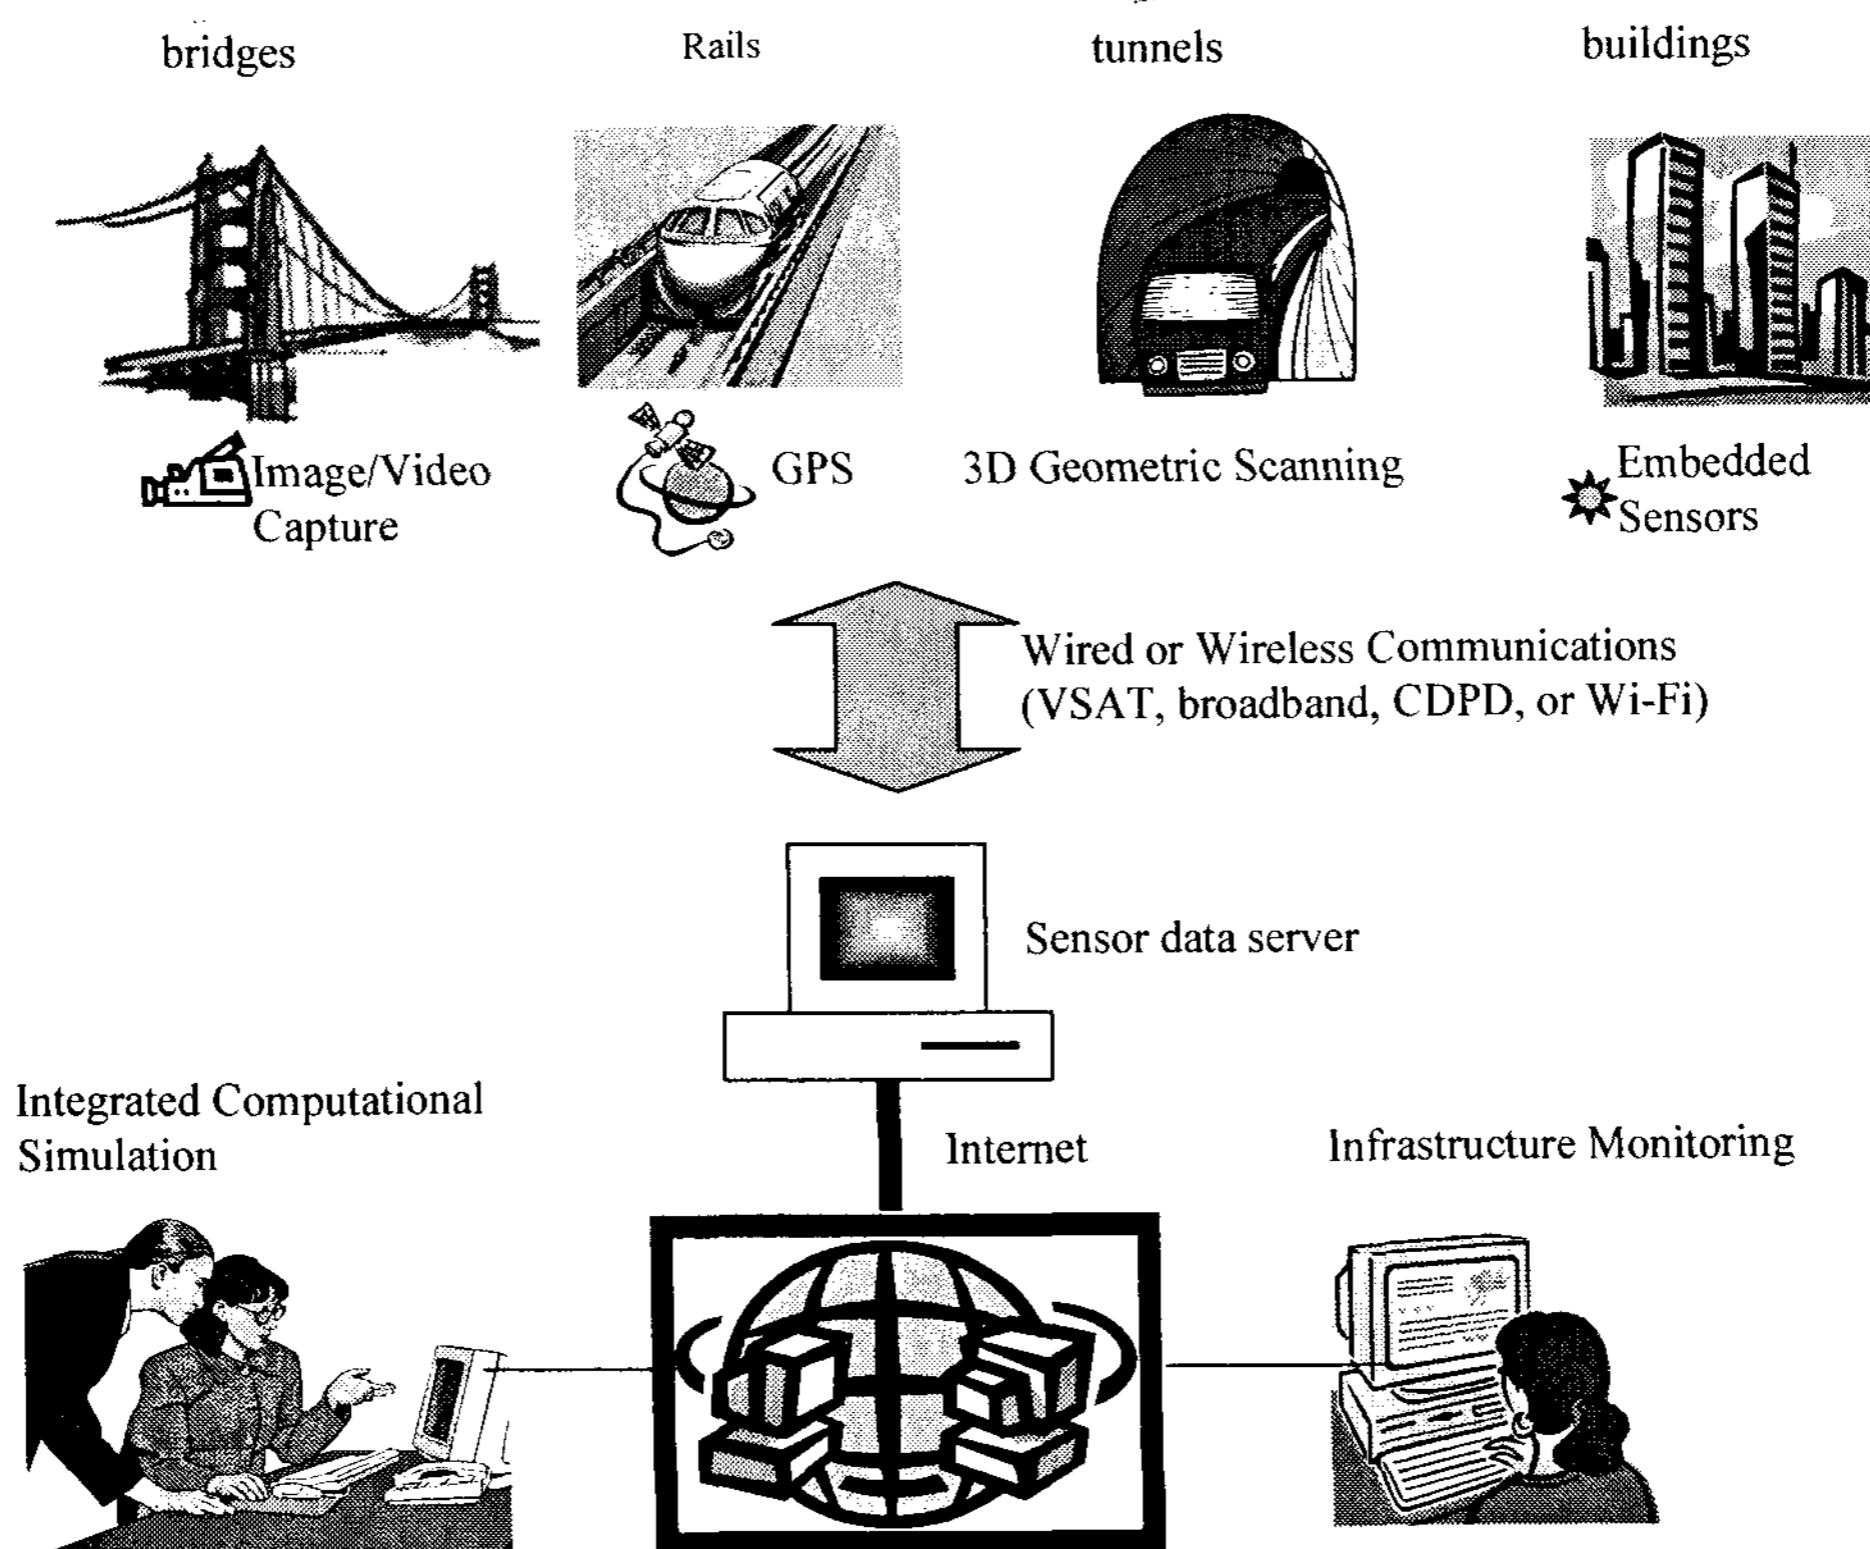 bridges
Rails
tunnels
buildings
Image/Video
Capture
GPS
3D Geometric Scanning
Embedded
Sensors
Wired or Wireless Communications
(VSAT, broadband, CDPD, or Wi-Fi)
Sensor data server
Integrated Computational
Simulation
Internet
Infrastructure Monitoring